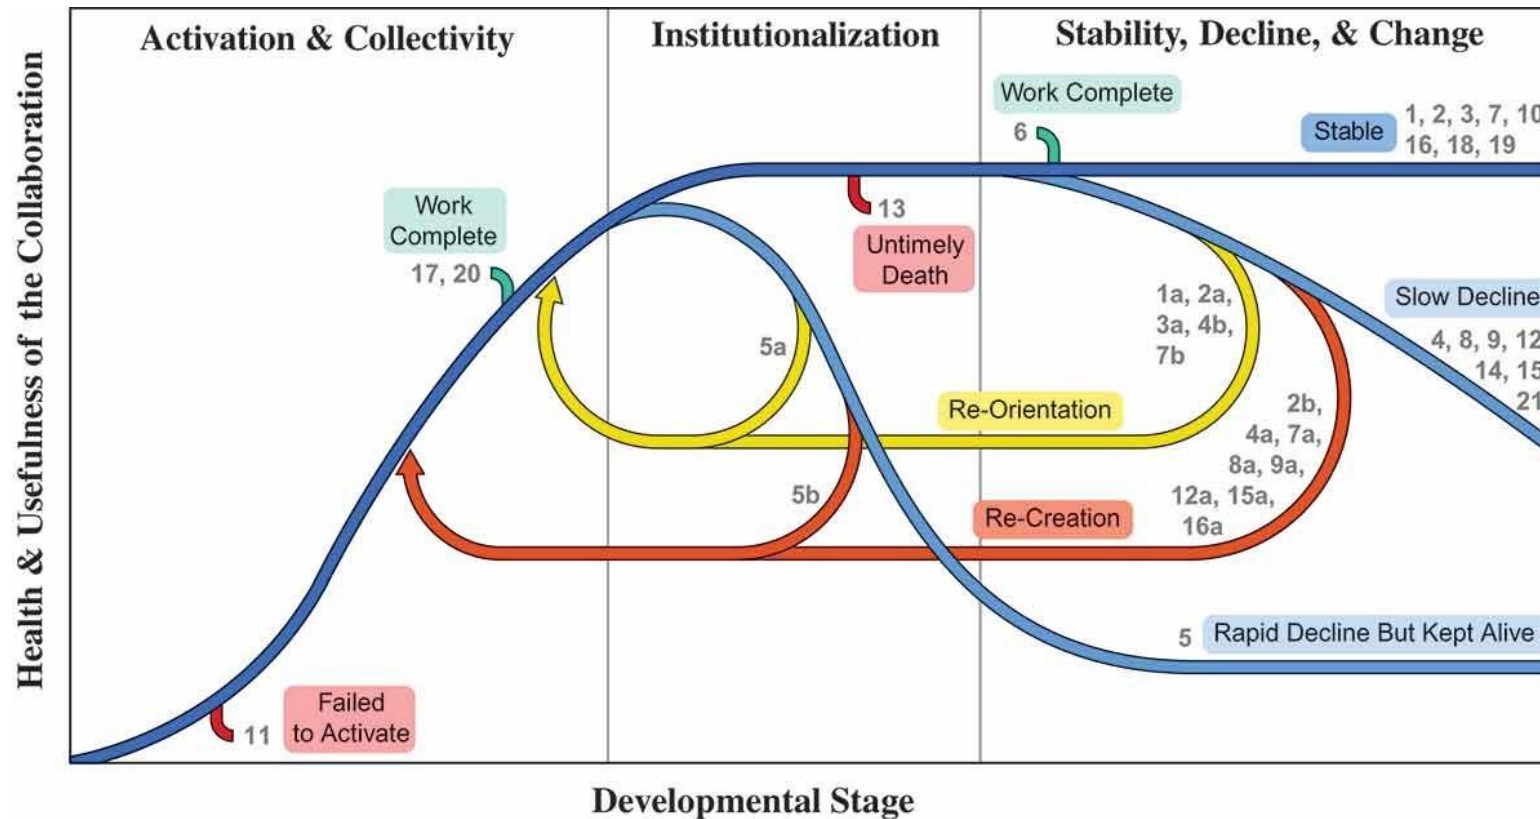 Activation & Collectivity
Institutionalization
Stability, Decline, & Change
Health & Usefulness of the Collaboration
Work Complete
6
Stable
1, 2, 3, 7, 10
16, 18, 19
Work
Complete
17, 20
13
Untimely
Death
Slow Decline
4, 8, 9, 12
14, 15
21
1a, 2a,
3a, 4b,
7b
5a
Re-Orientation
2b,
4a, 7a,
8a, 9a,
12a, 15a,
16a
5b
Re-Creation
5
Rapid Decline But Kept Alive
11
Failed
to Activate
Developmental Stage